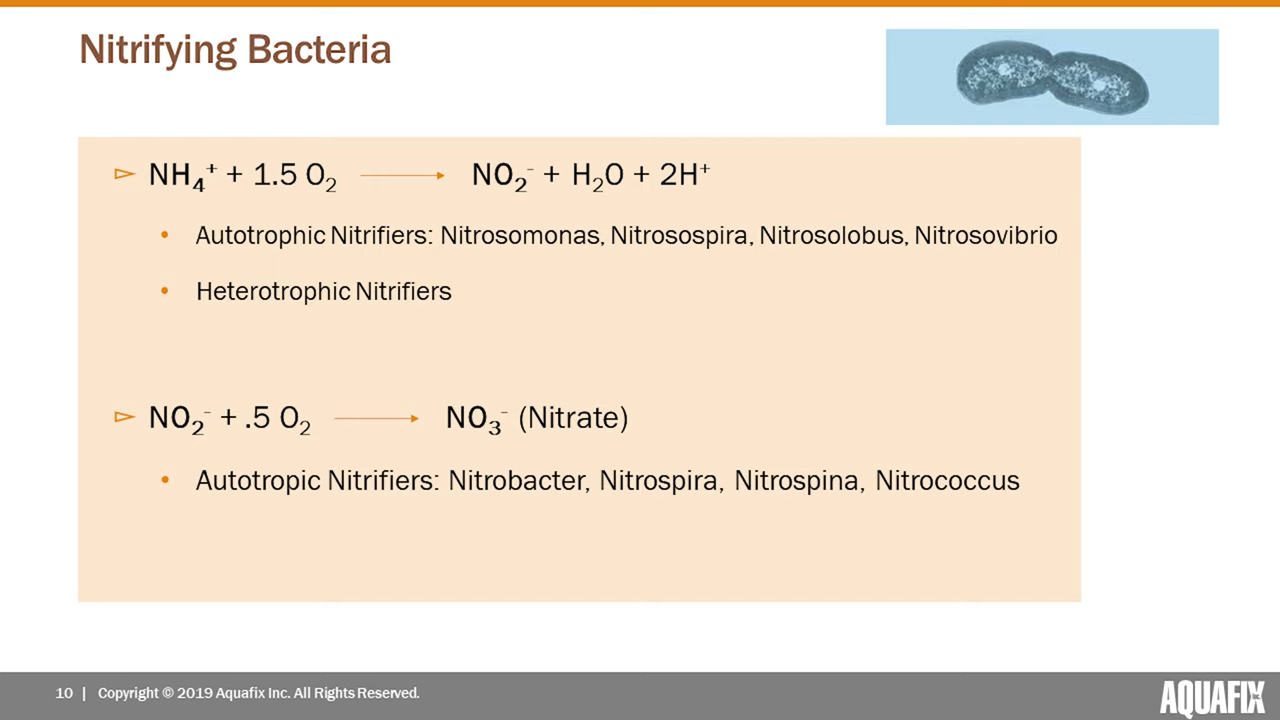 Nitrifying Bacteria
NH₄⁺ + 1.5 O₂ → NO₂⁻ + H₂O + 2H⁺
Autotrophic Nitrifiers: Nitrosomonas, Nitrosospira, Nitrosolobus, Nitrosovibrio
Heterotrophic Nitrifiers
NO₂⁻ + .5 O₂ → NO₃⁻ (Nitrate)
Autotropic Nitrifiers: Nitrobacter, Nitrospira, Nitrospina, Nitrococcus
10 | Copyright © 2019 Aquafix Inc. All Rights Reserved.
AQUAFIX